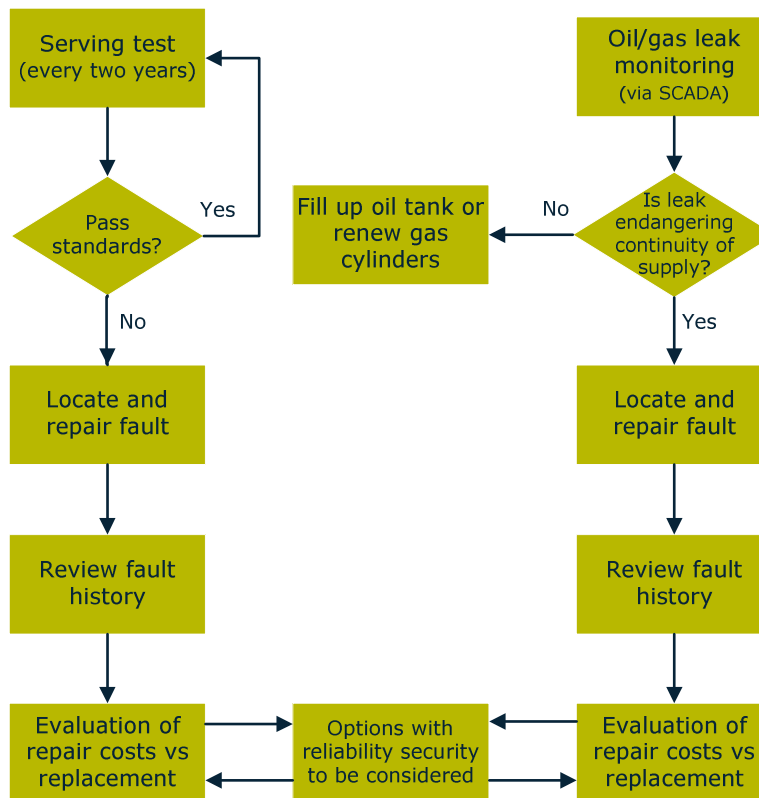 Serving test
(every two years)
Pass
standards?
Yes
No
Locate and
repair fault
Review fault
history
Evaluation of
repair costs vs
replacement
Oil/gas leak
monitoring
(via SCADA)
Is leak
endangering
continuity of
supply?
No
Fill up oil tank or
renew gas
cylinders
Yes
Locate and
repair fault
Review fault
history
Evaluation of
repair costs vs
replacement
Options with
reliability security
to be considered